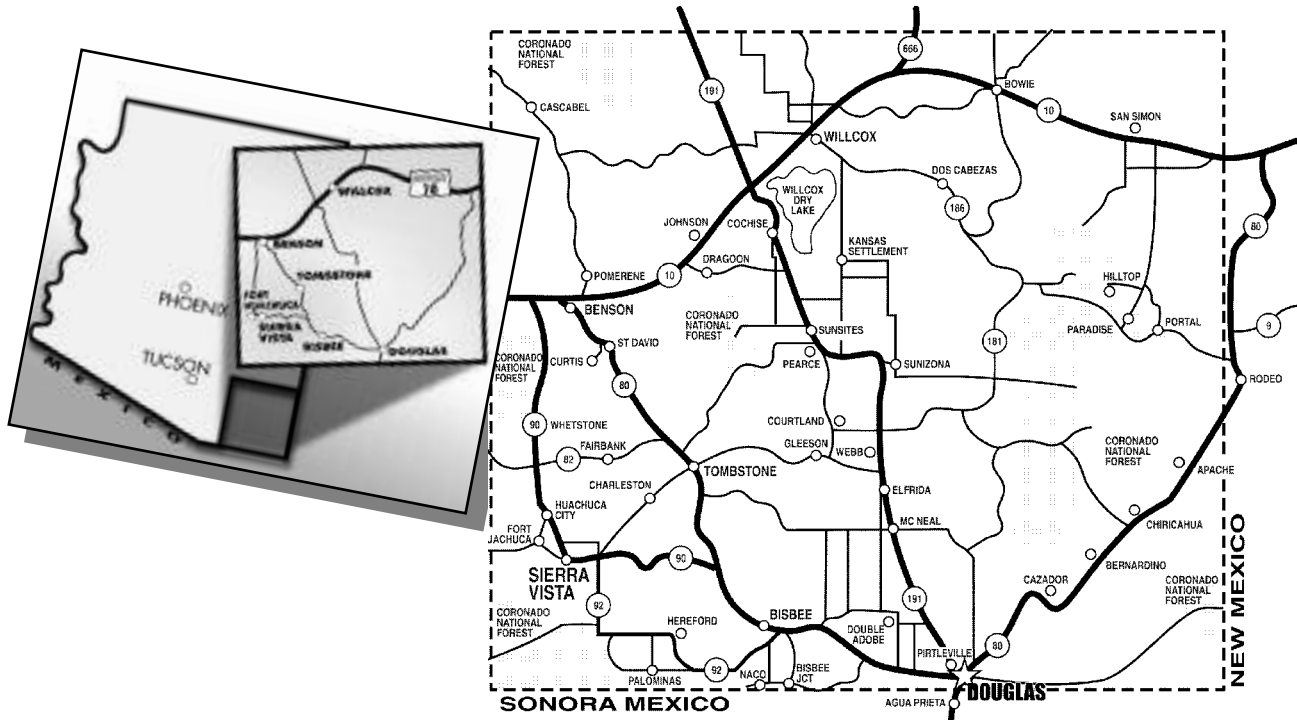 PHOENIX
TUCSON
MEXICO
WILLCOX
10
BENSON
TOMBSTONE
FORT
HUACHUCA
SIERRA
VISTA
BISBEE
DOUGLAS
CORONADO
NATIONAL
FOREST
666
191
CASCABEL
BOWIE
10
SAN SIMON
WILLCOX
DOS CABEZAS
WILLCOX
DRY
LAKE
186
JOHNSON
COCHISE
80
KANSAS
SETTLEMENT
DRAGOON
10
POMERENE
HILLTOP
BENSON
CORONADO
NATIONAL
FOREST
SUNSITES
PARADISE
PORTAL
9
ST DAVID
181
CURTIS
CORONADO
NATIONAL
FOREST
PEARCE
SUNIZONA
80
RODEO
90
WHETSTONE
COURTLAND
82
FAIRBANK
GLEESON
WEBB
CORONADO
NATIONAL
FOREST
TOMBSTONE
APACHE
CHARLESTON
ELFRIDA
HUACHUCA
CITY
MC NEAL
CHIRICAHUA
FORT
UACHUCA
90
BERNARDINO
SIERRA
VISTA
CAZADOR
CORONADO
NATIONAL
FOREST
92
191
CORONADO
NATIONAL
FOREST
HEREFORD
BISBEE
DOUBLE
ADOBE
80
PIRTLEVILLE
92
PALOMINAS
NACO
BISBEE
JCT
DOUGLAS
AGUA PRIETA
SONORA MEXICO
NEW MEXICO